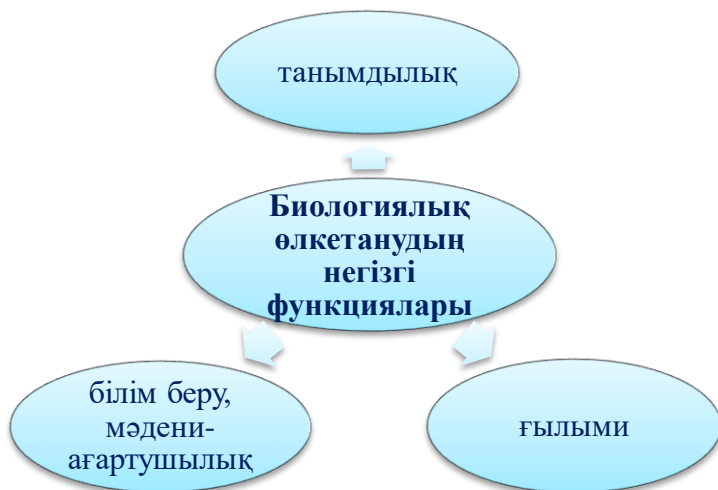 танымдылық
Биологиялық
өлкетанудың
негізгі
функциялары
білім беру,
мәдени-
ағартушылық
ғылыми